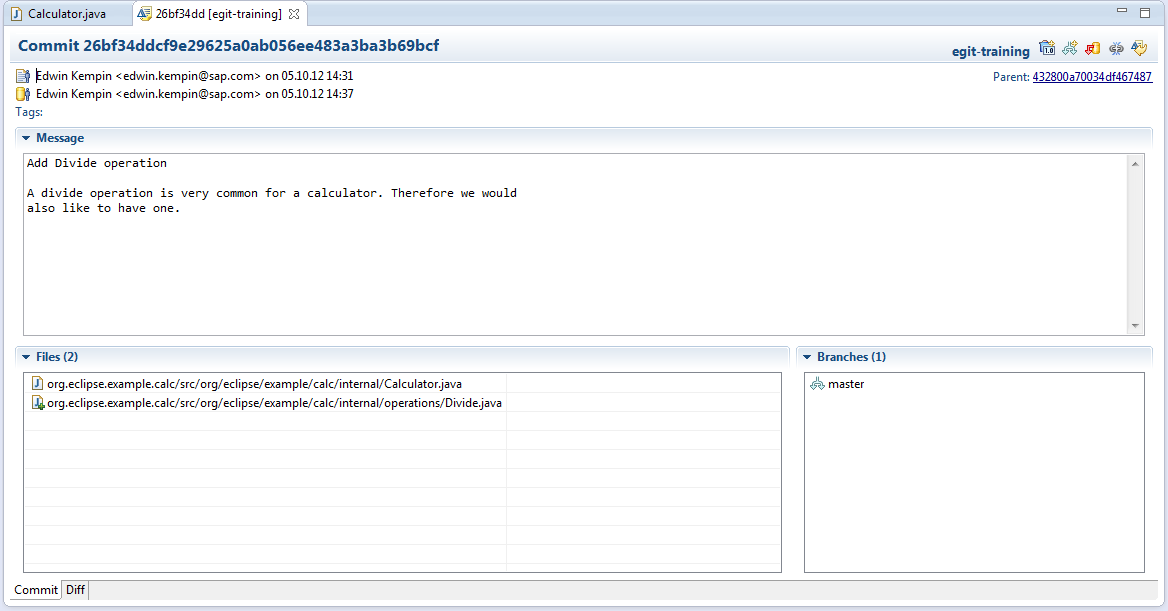 Calculator.java
26bf34dd [egit-training]
Commit 26bf34ddcf9e29625a0ab056ee483a3ba3b69bcf
egit-training
Edwin Kempin <edwin.kempin@sap.com> on 05.10.12 14:31
Parent: 432800a70034df467487
Edwin Kempin <edwin.kempin@sap.com> on 05.10.12 14:37
Tags:
Message
Add Divide operation
A divide operation is very common for a calculator. Therefore we would
also like to have one.
Files (2)
org.eclipse.example.calc/src/org/eclipse/example/calc/internal/Calculator.java
org.eclipse.example.calc/src/org/eclipse/example/calc/internal/operations/Divide.java
Branches (1)
master
Commit
Diff